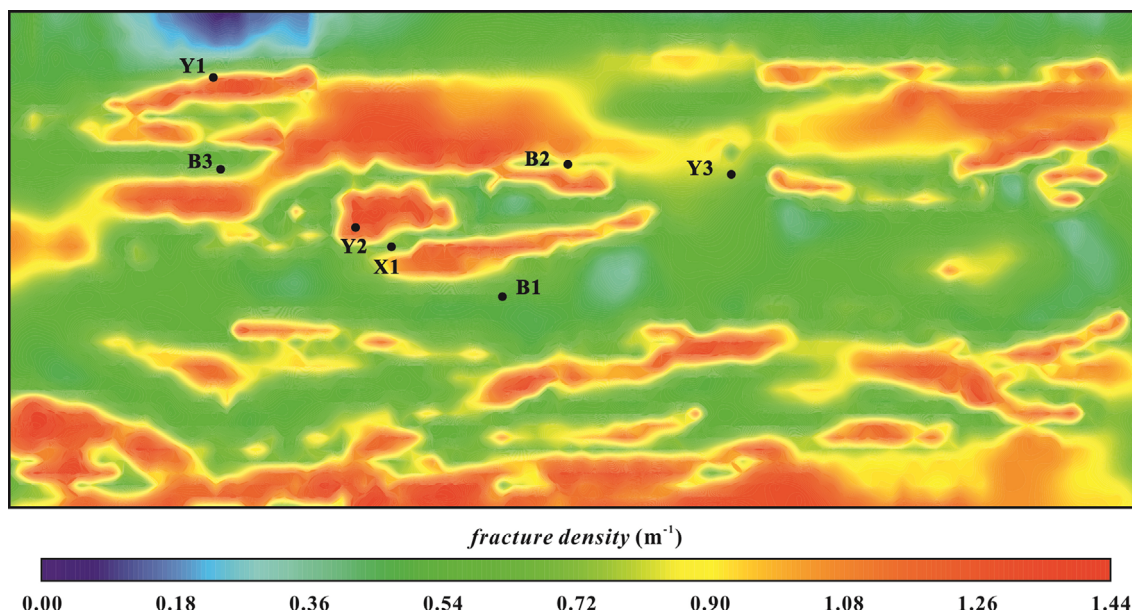 Y1
B3
B2
Y3
Y2
X1
B1
fracture density (m⁻¹)
0.00 0.18 0.36 0.54 0.72 0.90 1.08 1.26 1.44